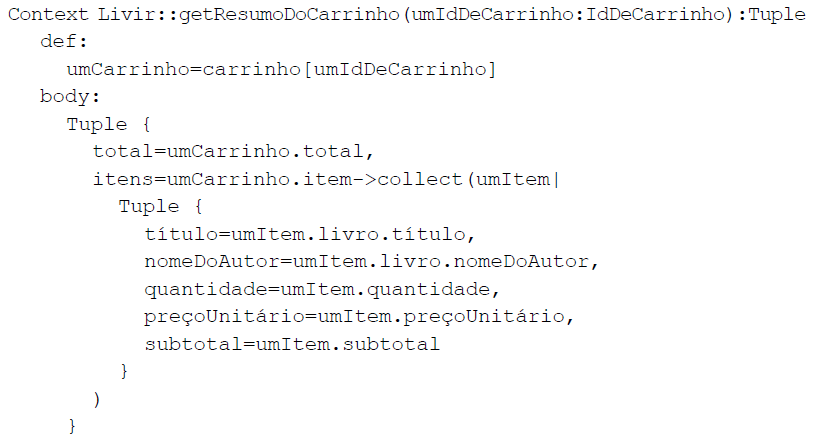 Context Livir::getResumoDoCarrinho(umIdDeCarrinho:IdDeCarrinho):Tuple
def:
umCarrinho=carrinho[umIdDeCarrinho]
body:
Tuple {
total=umCarrinho.total,
itens=umCarrinho.item->collect(umItem|
Tuple {
título=umItem.livro.título,
nomeDoAutor=umItem.livro.nomeDoAutor,
quantidade=umItem.quantidade,
preçoUnitário=umItem.preçoUnitário,
subtotal=umItem.subtotal
}
)
}